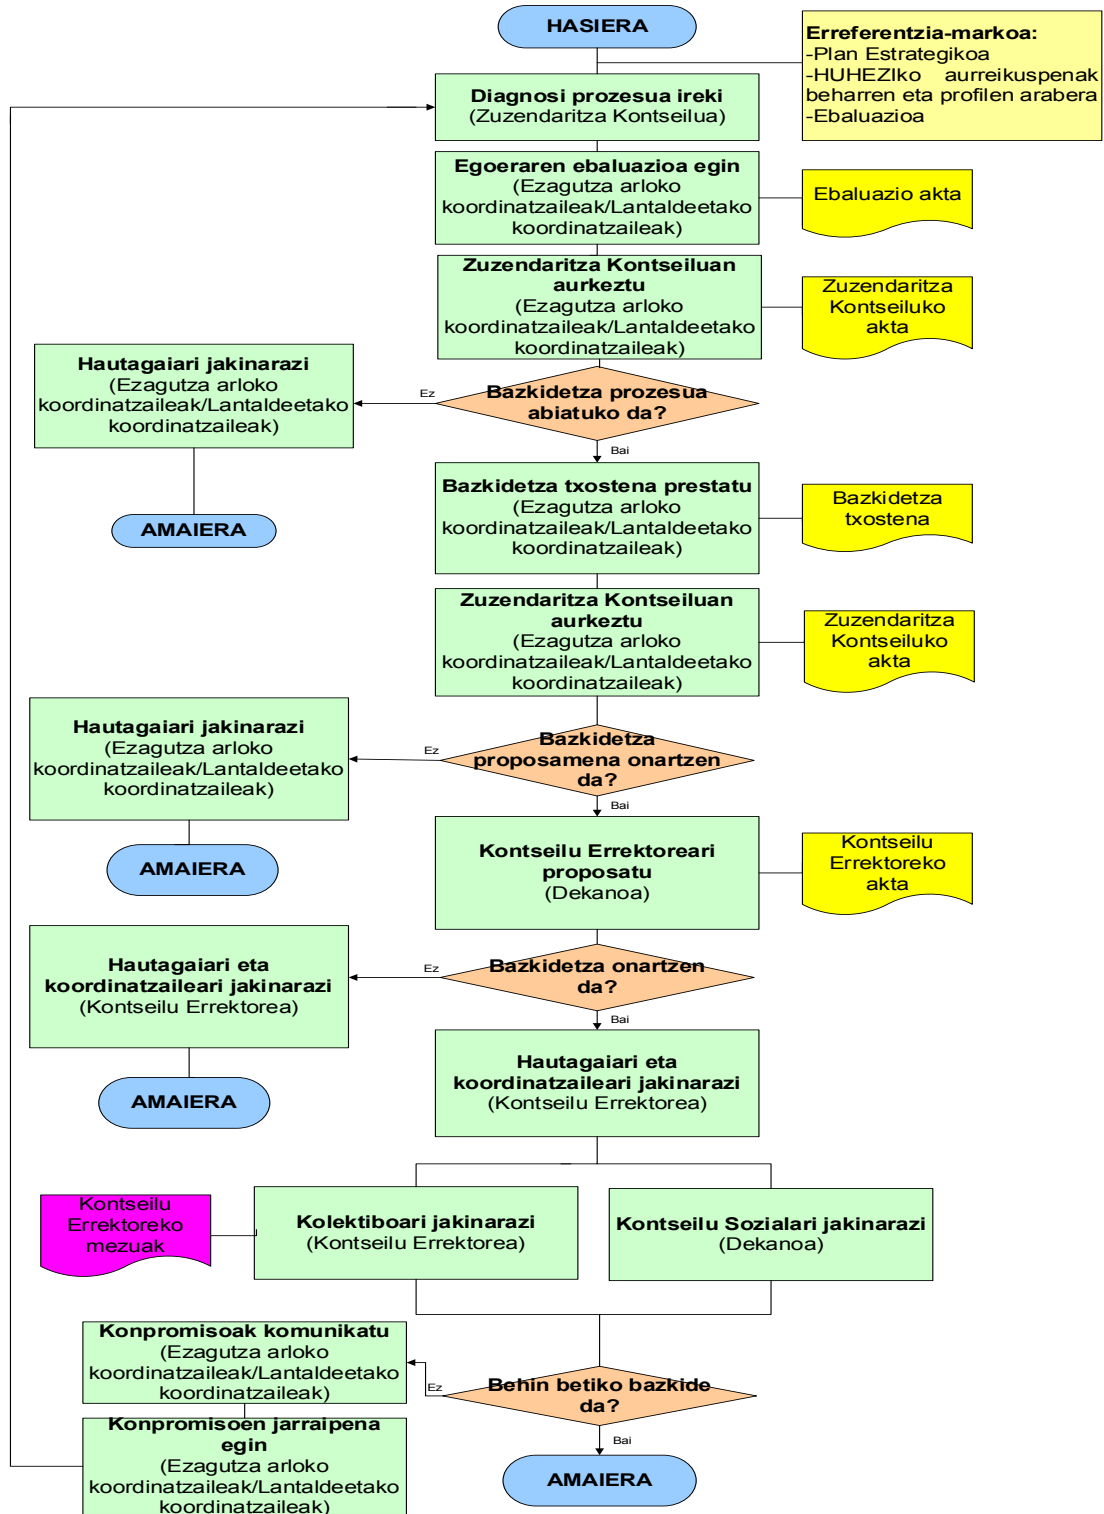 HASIERA
Erreferentzia-markoa:
-Plan Estrategikoa
-HUHEZIko aurreikuspenak
beharren eta profilen arabera
-Ebaluazioa
Diagnosi prozesua ireki
(Zuzendaritza Kontseilua)
Egoeraren ebaluazioa egin
(Ezagutza arloko
koordinatzaileak/Lantaldeetako
koordinatzaileak)
Ebaluazio akta
Zuzendaritza Kontseiluan
aurkeztu
(Ezagutza arloko
koordinatzaileak/Lantaldeetako
koordinatzaileak)
Zuzendaritza
Kontseiluko
akta
Bazkidetza prozesua
abiatuko da?
Ez
Hautagaiari jakinarazi
(Ezagutza arloko
koordinatzaileak/Lantaldeetako
koordinatzaileak)
AMAIERA
Bai
Bazkidetza txostena prestatu
(Ezagutza arloko
koordinatzaileak/Lantaldeetako
koordinatzaileak)
Bazkidetza
txostena
Zuzendaritza Kontseiluan
aurkeztu
(Ezagutza arloko
koordinatzaileak/Lantaldeetako
koordinatzaileak)
Zuzendaritza
Kontseiluko
akta
Bazkidetza
proposamena onartzen
da?
Ez
Hautagaiari jakinarazi
(Ezagutza arloko
koordinatzaileak/Lantaldeetako
koordinatzaileak)
AMAIERA
Bai
Kontseilu Errektoreari
proposatu
(Dekanoa)
Kontseilu
Errektoreko
akta
Bazkidetza onartzen
da?
Ez
Hautagaiari eta
koordinatzaileari jakinarazi
(Kontseilu Errektorea)
AMAIERA
Bai
Hautagaiari eta
koordinatzaileari jakinarazi
(Kontseilu Errektorea)
Kontseilu
Errektoreko
mezuak
Kolektiboari jakinarazi
(Kontseilu Errektorea)
Kontseilu Sozialari jakinarazi
(Dekanoa)
Behin betiko bazkide
da?
Ez
Konpromisoak komunikatu
(Ezagutza arloko
koordinatzaileak/Lantaldeetako
koordinatzaileak)
Konpromisoen jarraipena
egin
(Ezagutza arloko
koordinatzaileak/Lantaldeetako
koordinatzaileak)
Bai
AMAIERA